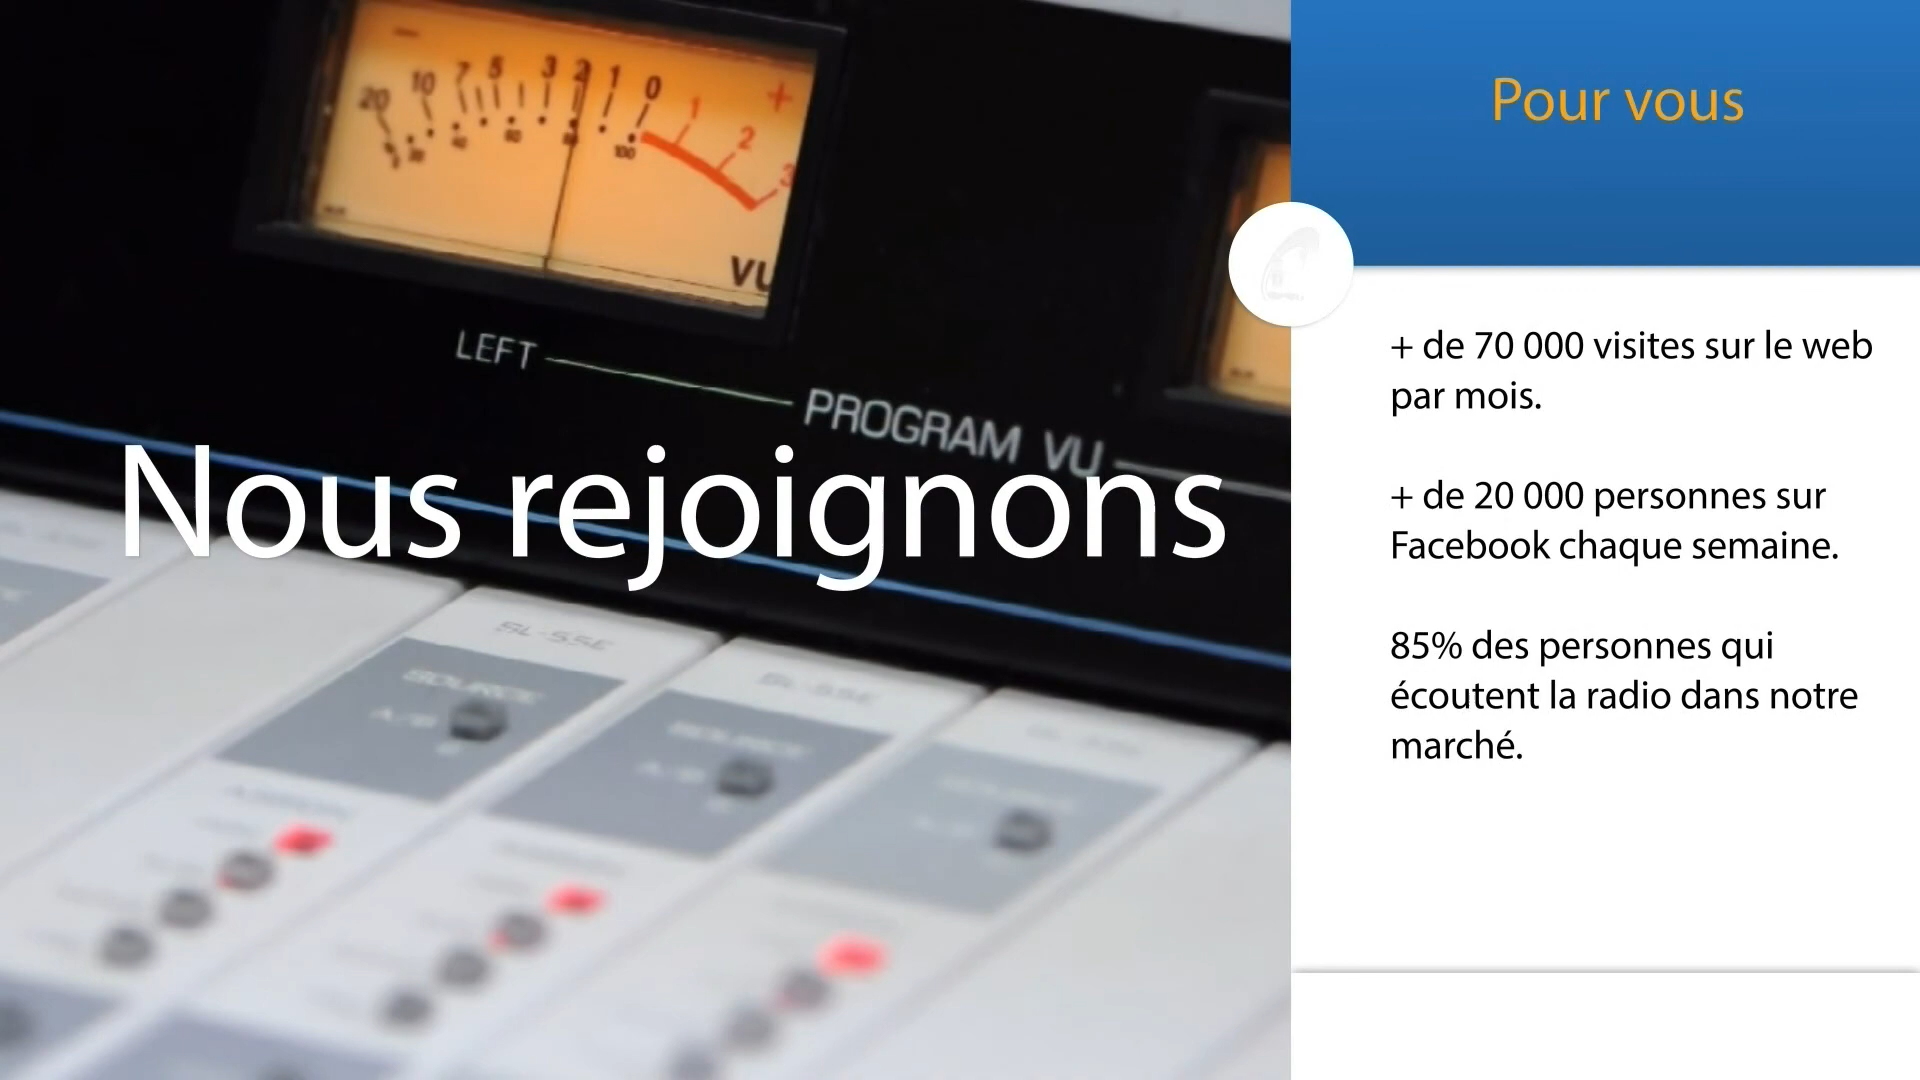 20 10 7 5 3 2 1 0 1 2 3 +
100
VU
LEFT
PROGRAM VU
Nous rejoignons
SOURCE
A/B
Pour vous
+ de 70 000 visites sur le web
par mois.
+ de 20 000 personnes sur
Facebook chaque semaine.
85% des personnes qui
écoutent la radio dans notre
marché.